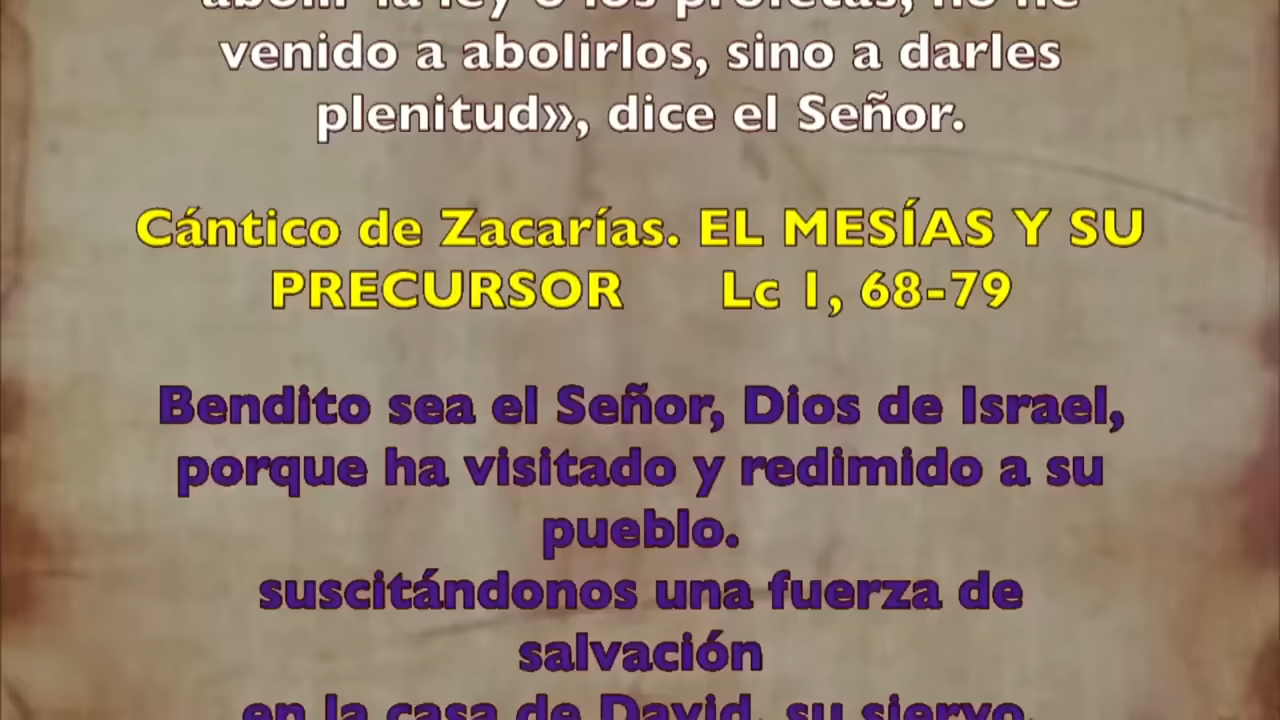 abolir la ley o los profetas, no he
venido a abolirlos, sino a darles
plenitud», dice el Señor.
Cántico de Zacarías. EL MESÍAS Y SU
PRECURSOR Lc 1, 68-79
Bendito sea el Señor, Dios de Israel,
porque ha visitado y redimido a su
pueblo.
suscitándonos una fuerza de
salvación
en la casa de David, su siervo,